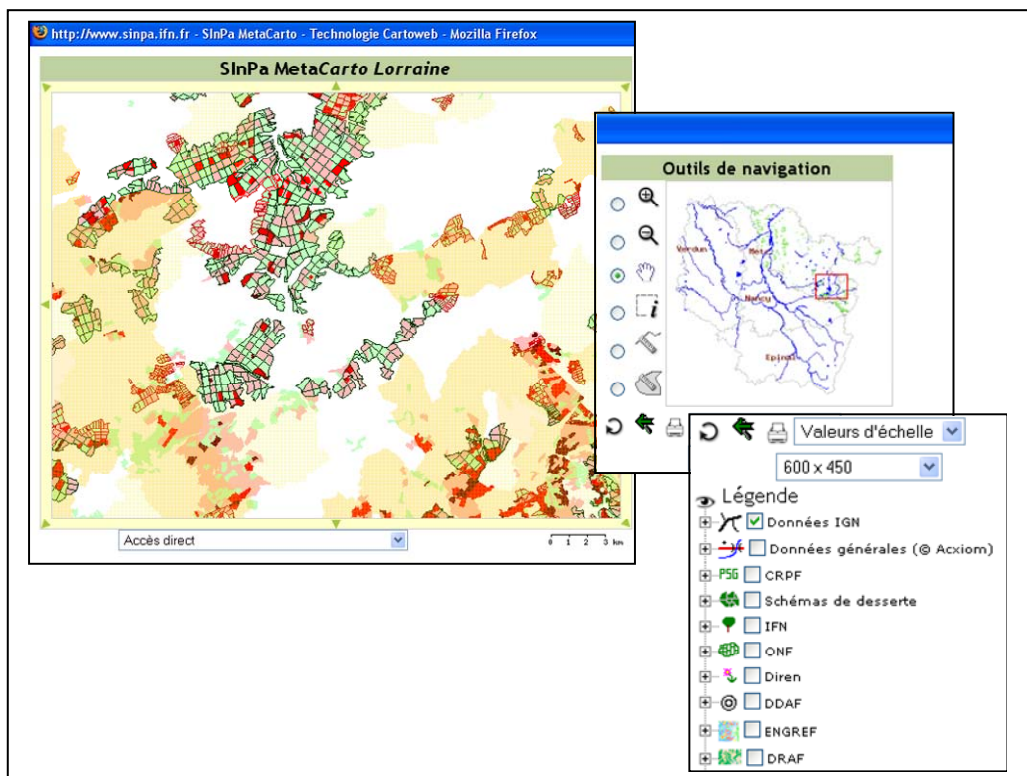 http://www.sinpa.ifn.fr - SInPa MetaCarto - Technologie Cartoweb - Mozilla Firefox
SInPa MetaCarto Lorraine
Accès direct
0 1 2 3 km
Outils de navigation
Verdun
Metz
Nancy
Epinal
Valeurs d'échelle
600 x 450
Légende
Données IGN
Données générales (© Acxiom)
PSG CRPF
Schémas de desserte
IFN
ONF
Diren
DDAF
ENGREF
DRAF